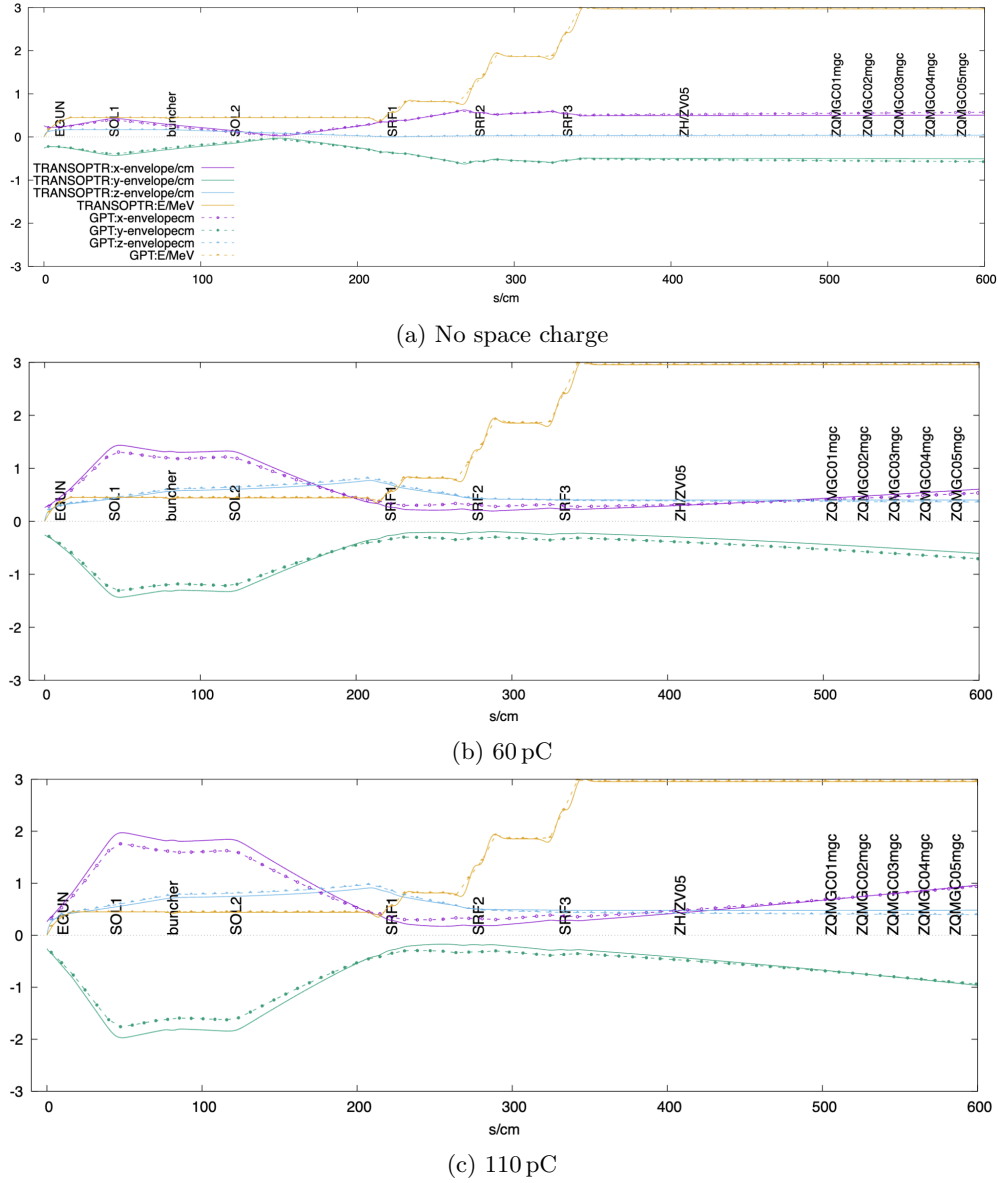 3
2
1
0
-1
-2
-3
EGUN
SOL1
buncher
SOL2
SRF1
SRF2
SRF3
ZH/ZV05
ZQMGC01mgc
ZQMGC02mgc
ZQMGC03mgc
ZQMGC04mgc
ZQMGC05mgc
TRANSOPTR:x-envelope/cm
TRANSOPTR:y-envelope/cm
TRANSOPTR:z-envelope/cm
TRANSOPTR:E/MeV
GPT:x-envelopecm
GPT:y-envelopecm
GPT:z-envelopecm
GPT:E/MeV
0 100 200 300 400 500 600
s/cm
(a) No space charge
3
2
1
0
-1
-2
-3
EGUN
SOL1
buncher
SOL2
SRF1
SRF2
SRF3
ZH/ZV05
ZQMGC01mgc
ZQMGC02mgc
ZQMGC03mgc
ZQMGC04mgc
ZQMGC05mgc
0 100 200 300 400 500 600
s/cm
(b) 60 pC
3
2
1
0
-1
-2
-3
EGUN
SOL1
buncher
SOL2
SRF1
SRF2
SRF3
ZH/ZV05
ZQMGC01mgc
ZQMGC02mgc
ZQMGC03mgc
ZQMGC04mgc
ZQMGC05mgc
0 100 200 300 400 500 600
s/cm
(c) 110 pC